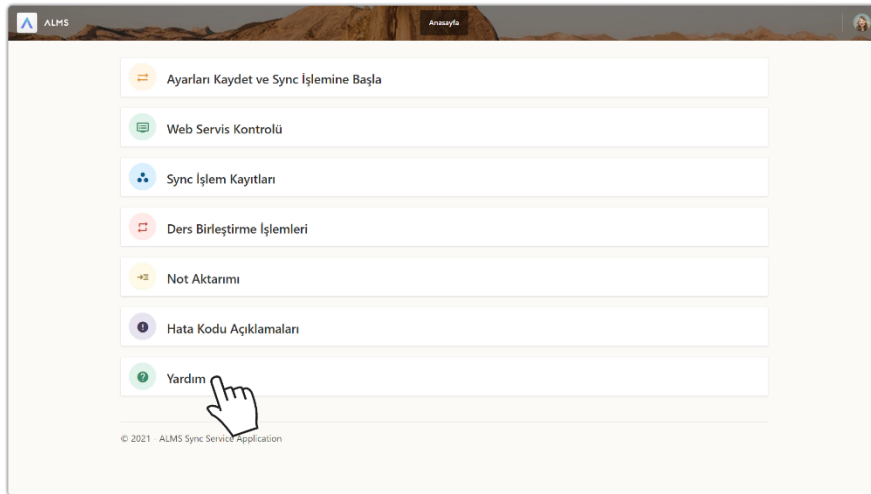 ALMS
Anasayfa
Ayarları Kaydet ve Sync İşlemine Başla
Web Servis Kontrolü
Sync İşlem Kayıtları
Ders Birleştirme İşlemleri
Not Aktarımı
Hata Kodu Açıklamaları
Yardım
© 2021 - ALMS Sync Service Application